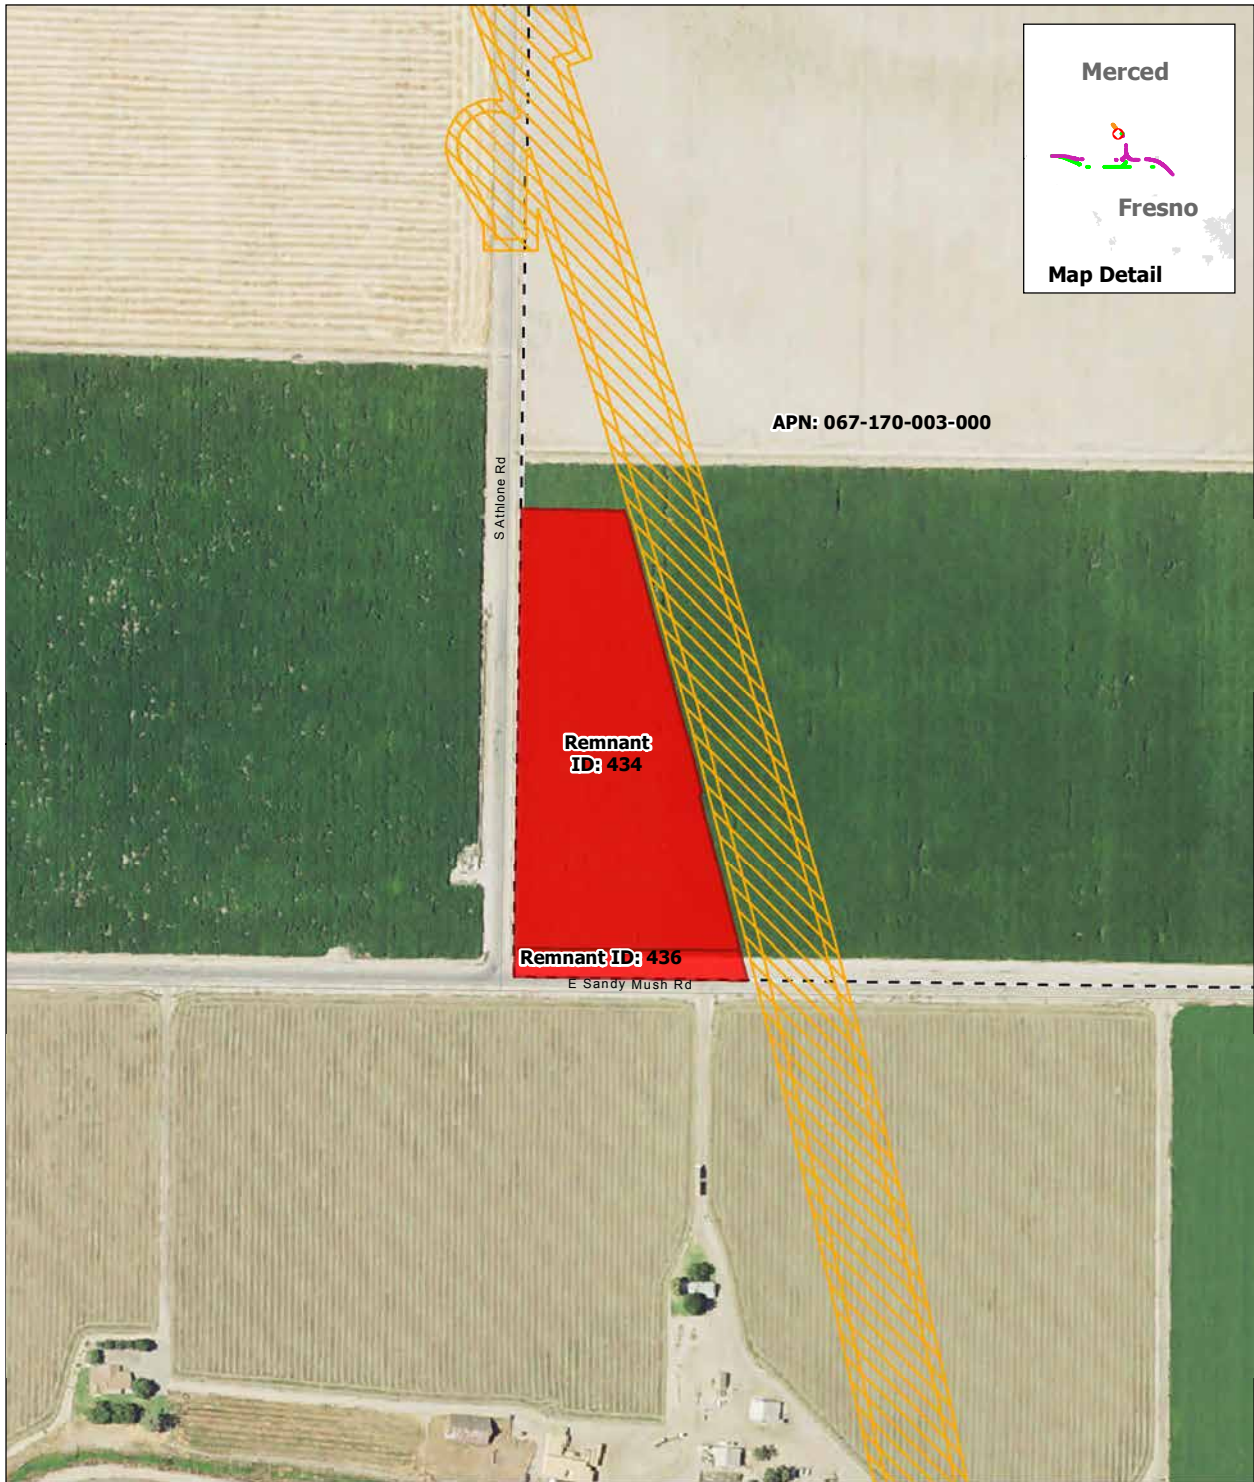 Merced
Fresno
Map Detail
APN: 067-170-003-000
S Athlone Rd
Remnant
ID: 434
Remnant ID: 436
E Sandy Mush Rd